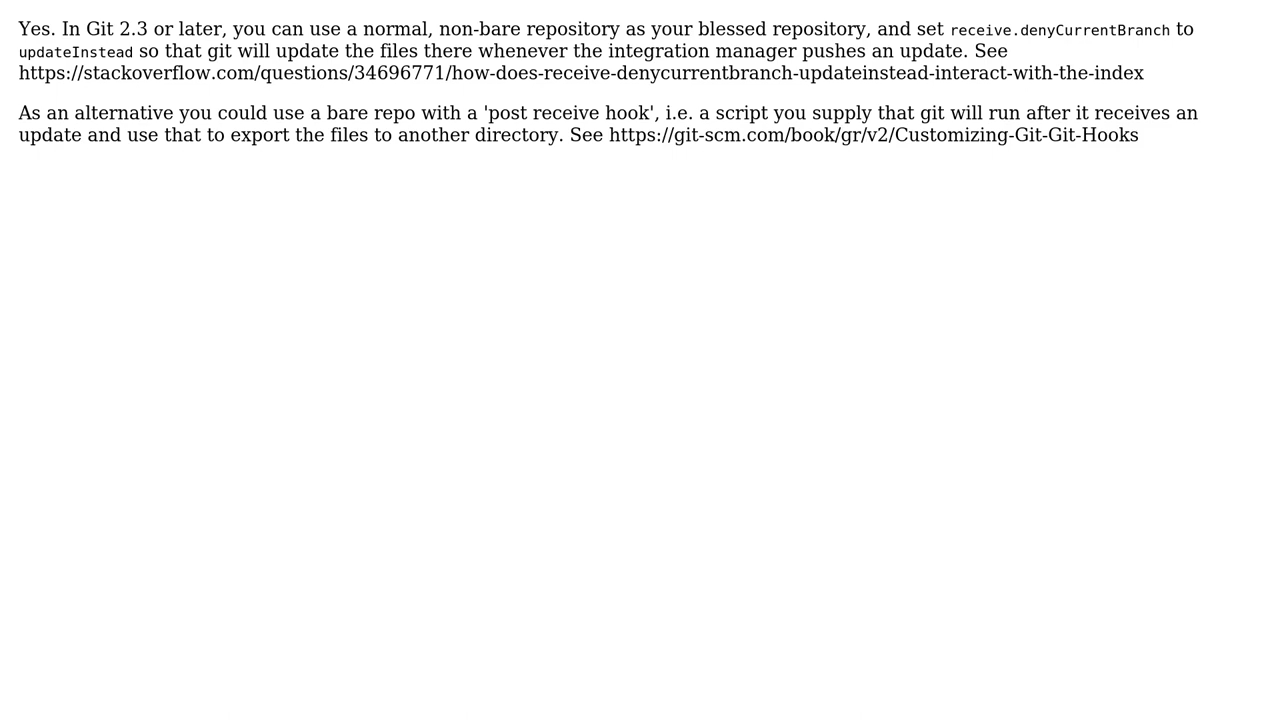 Yes. In Git 2.3 or later, you can use a normal, non-bare repository as your blessed repository, and set receive.denyCurrentBranch to
updateInstead so that git will update the files there whenever the integration manager pushes an update. See
https://stackoverflow.com/questions/34696771/how-does-receive-denycurrentbranch-updateinstead-interact-with-the-index
As an alternative you could use a bare repo with a 'post receive hook', i.e. a script you supply that git will run after it receives an
update and use that to export the files to another directory. See https://git-scm.com/book/gr/v2/Customizing-Git-Git-Hooks